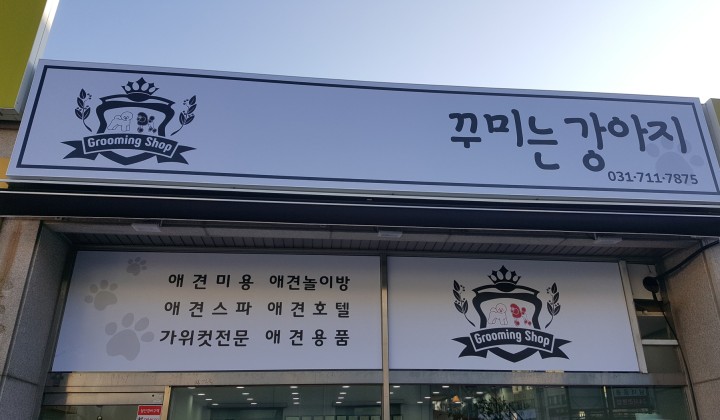 Grooming Shop
꾸미는 강아지
031·711·7875
애견미용 애견놀이방
애견스파 애견호텔
가위컷전문 애견용품
Grooming Shop